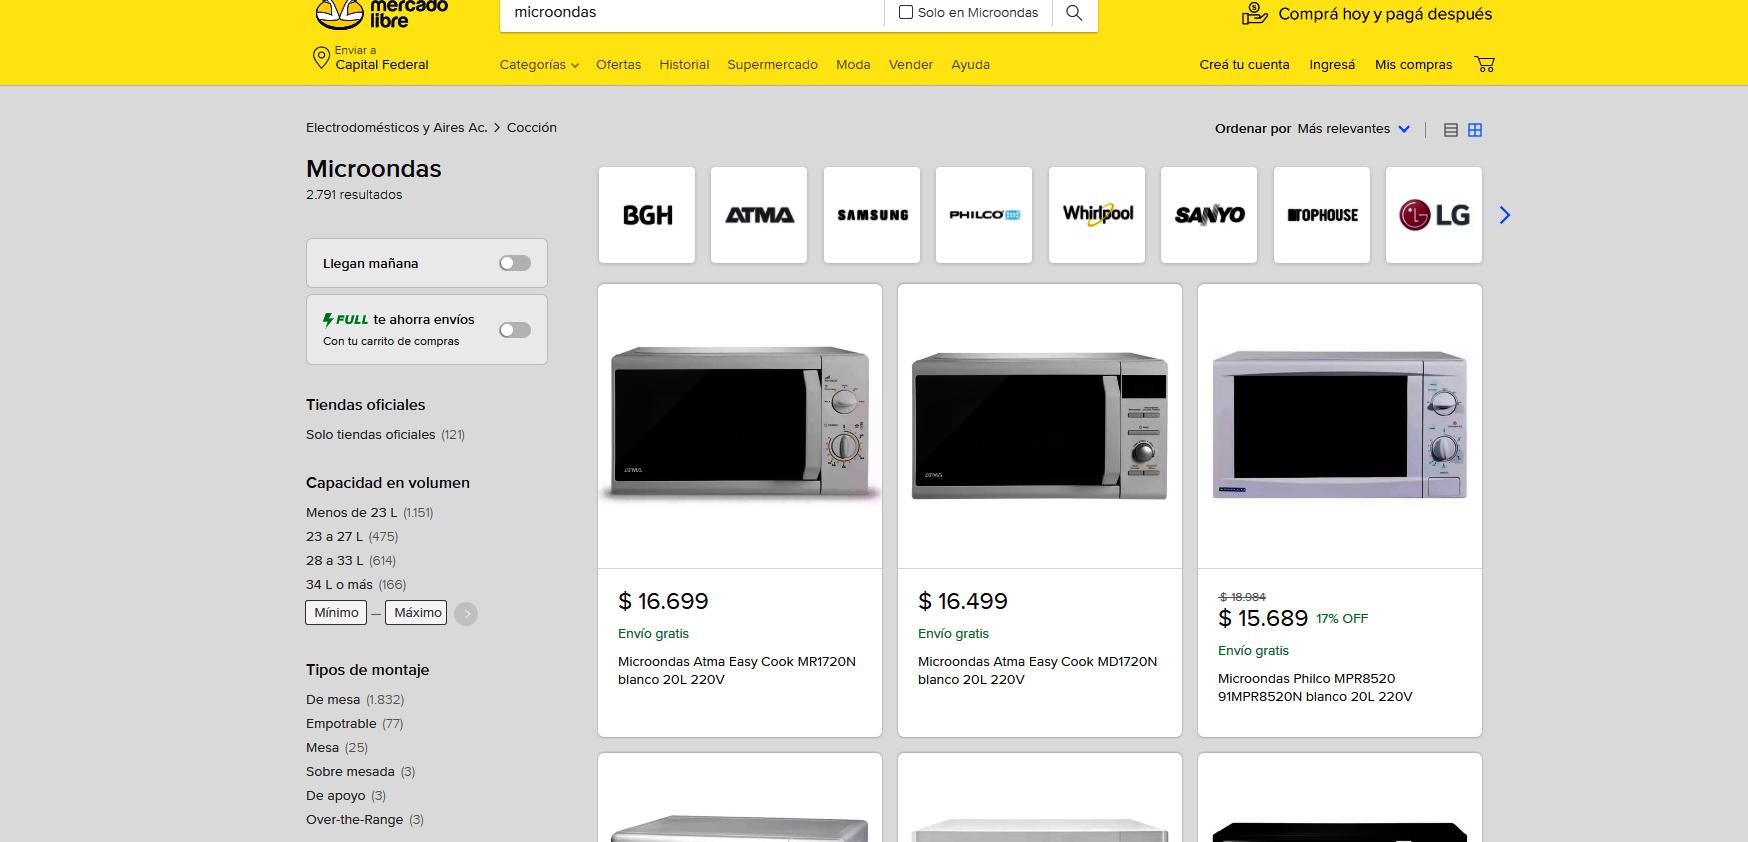 mercado
libre
microondas
Solo en Microondas
Comprá hoy y pagá después
Enviar a
Capital Federal
Categorías
Ofertas
Historial
Supermercado
Moda
Vender
Ayuda
Creá tu cuenta
Ingresá
Mis compras
Electrodomésticos y Aires Ac. > Cocción
Ordenar por Más relevantes
Microondas
2.791 resultados
BGH
ATMA
SAMSUNG
PHILCO
Whirlpool
SANYO
TOPHOUSE
LG
Llegan mañana
FULL te ahorra envíos
Con tu carrito de compras
Tiendas oficiales
Solo tiendas oficiales (121)
Capacidad en volumen
Menos de 23 L (1.151)
23 a 27 L (475)
28 a 33 L (614)
34 L o más (166)
Mínimo — Máximo
Tipos de montaje
De mesa (1.832)
Empotrable (77)
Mesa (25)
Sobre mesada (3)
De apoyo (3)
Over-the-Range (3)
ATMA
$ 16.699
Envío gratis
Microondas Atma Easy Cook MR1720N
blanco 20L 220V
ATMA
$ 16.499
Envío gratis
Microondas Atma Easy Cook MD1720N
blanco 20L 220V
$ 18.984
$ 15.689 17% OFF
Envío gratis
Microondas Philco MPR8520
91MPR8520N blanco 20L 220V